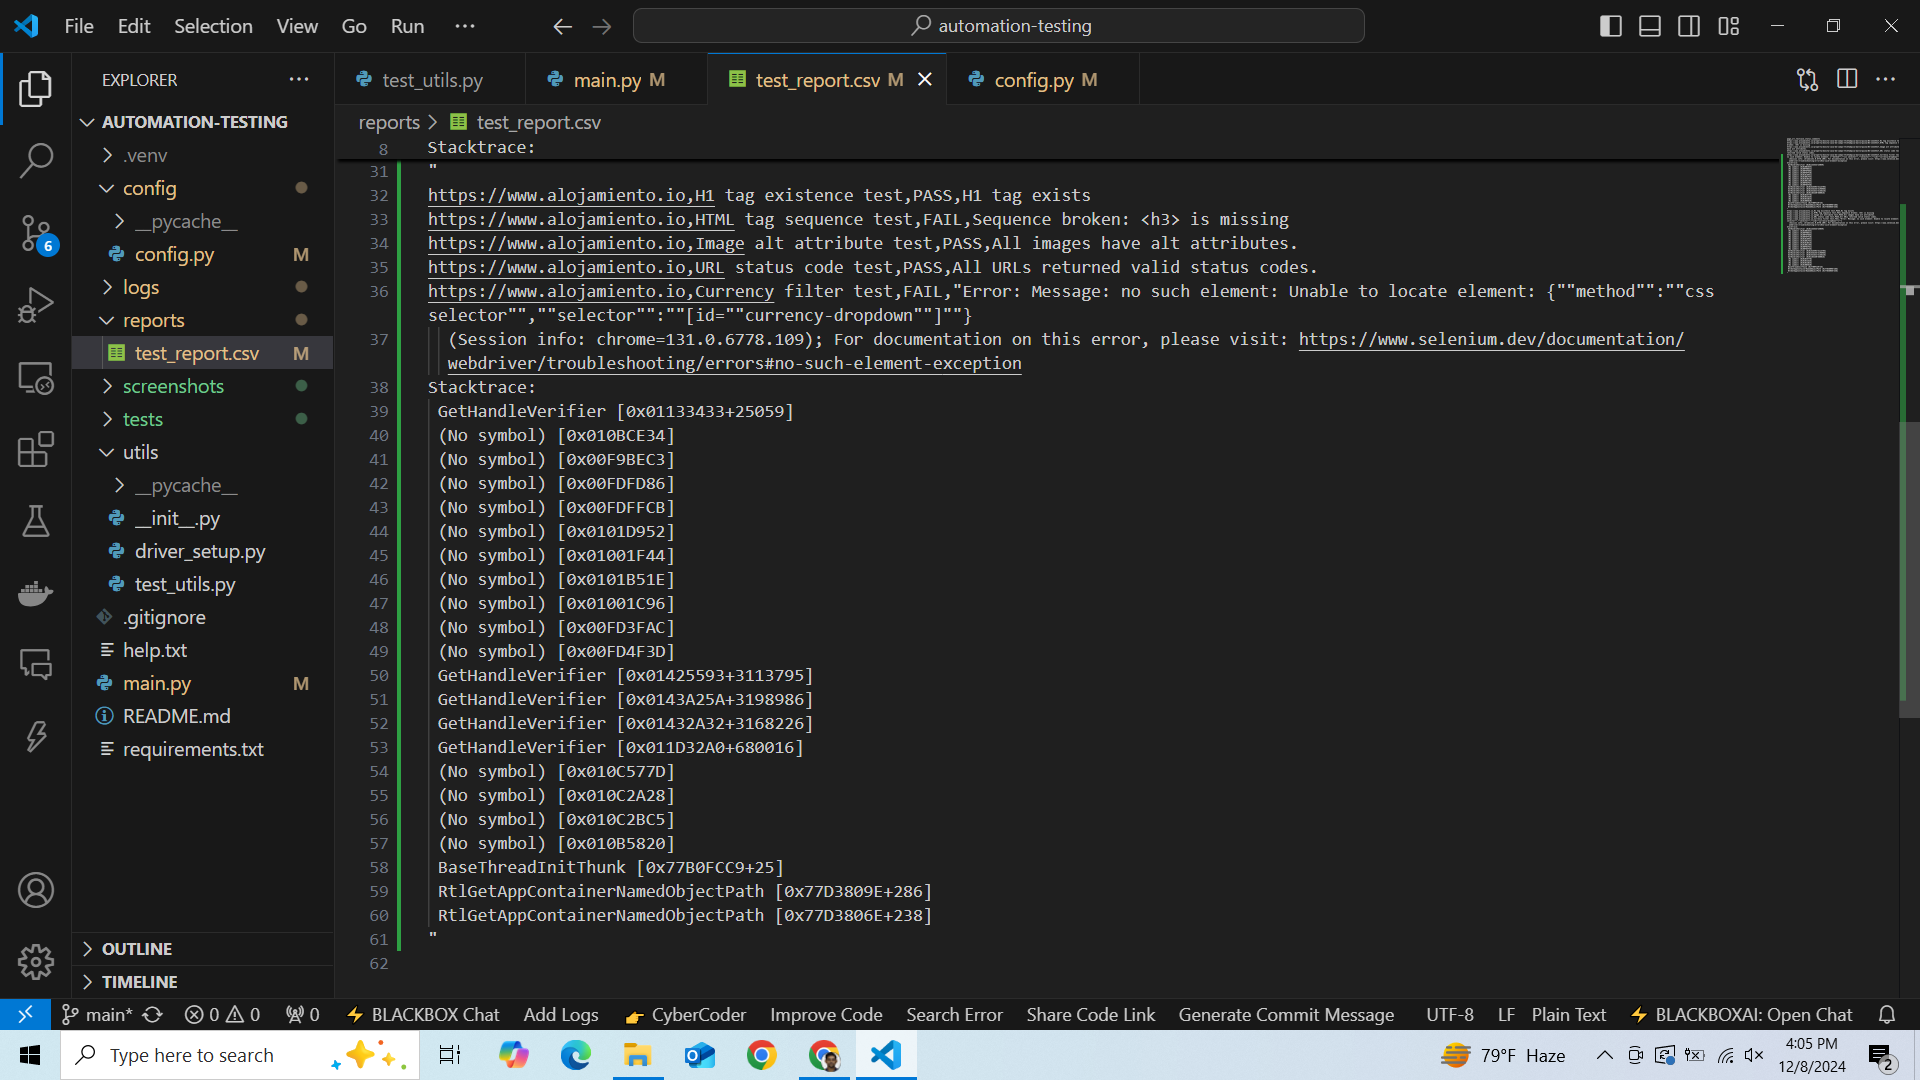 File Edit Selection View Go Run ···
automation-testing
EXPLORER
AUTOMATION-TESTING
.venv
config
__pycache__
config.py M
logs
reports
test_report.csv M
screenshots
tests
utils
__pycache__
__init__.py
driver_setup.py
test_utils.py
.gitignore
help.txt
main.py M
README.md
requirements.txt
OUTLINE
TIMELINE
6
test_utils.py
main.py M
test_report.csv M
config.py M
reports > test_report.csv
8 Stacktrace:
31 "
32 https://www.alojamiento.io,H1 tag existence test,PASS,H1 tag exists
33 https://www.alojamiento.io,HTML tag sequence test,FAIL,Sequence broken: <h3> is missing
34 https://www.alojamiento.io,Image alt attribute test,PASS,All images have alt attributes.
35 https://www.alojamiento.io,URL status code test,PASS,All URLs returned valid status codes.
36 https://www.alojamiento.io,Currency filter test,FAIL,"Error: Message: no such element: Unable to locate element: {""method"":""css
selector"",""selector"":""[id=""currency-dropdown""]""}
37 (Session info: chrome=131.0.6778.109); For documentation on this error, please visit: https://www.selenium.dev/documentation/
webdriver/troubleshooting/errors#no-such-element-exception
38 Stacktrace:
39 GetHandleVerifier [0x01133433+25059]
40 (No symbol) [0x010BCE34]
41 (No symbol) [0x00F9BEC3]
42 (No symbol) [0x00FDFD86]
43 (No symbol) [0x00FDFFCB]
44 (No symbol) [0x0101D952]
45 (No symbol) [0x01001F44]
46 (No symbol) [0x0101B51E]
47 (No symbol) [0x01001C96]
48 (No symbol) [0x00FD3FAC]
49 (No symbol) [0x00FD4F3D]
50 GetHandleVerifier [0x01425593+3113795]
51 GetHandleVerifier [0x0143A25A+3198986]
52 GetHandleVerifier [0x01432A32+3168226]
53 GetHandleVerifier [0x011D32A0+680016]
54 (No symbol) [0x010C577D]
55 (No symbol) [0x010C2A28]
56 (No symbol) [0x010C2BC5]
57 (No symbol) [0x010B5820]
58 BaseThreadInitThunk [0x77B0FCC9+25]
59 RtlGetAppContainerNamedObjectPath [0x77D3809E+286]
60 RtlGetAppContainerNamedObjectPath [0x77D3806E+238]
61 "
62
main* 0 0 0 BLACKBOX Chat Add Logs CyberCoder Improve Code Search Error Share Code Link Generate Commit Message UTF-8 LF Plain Text BLACKBOXAI: Open Chat
Type here to search
79°F Haze
4:05 PM
12/8/2024
2